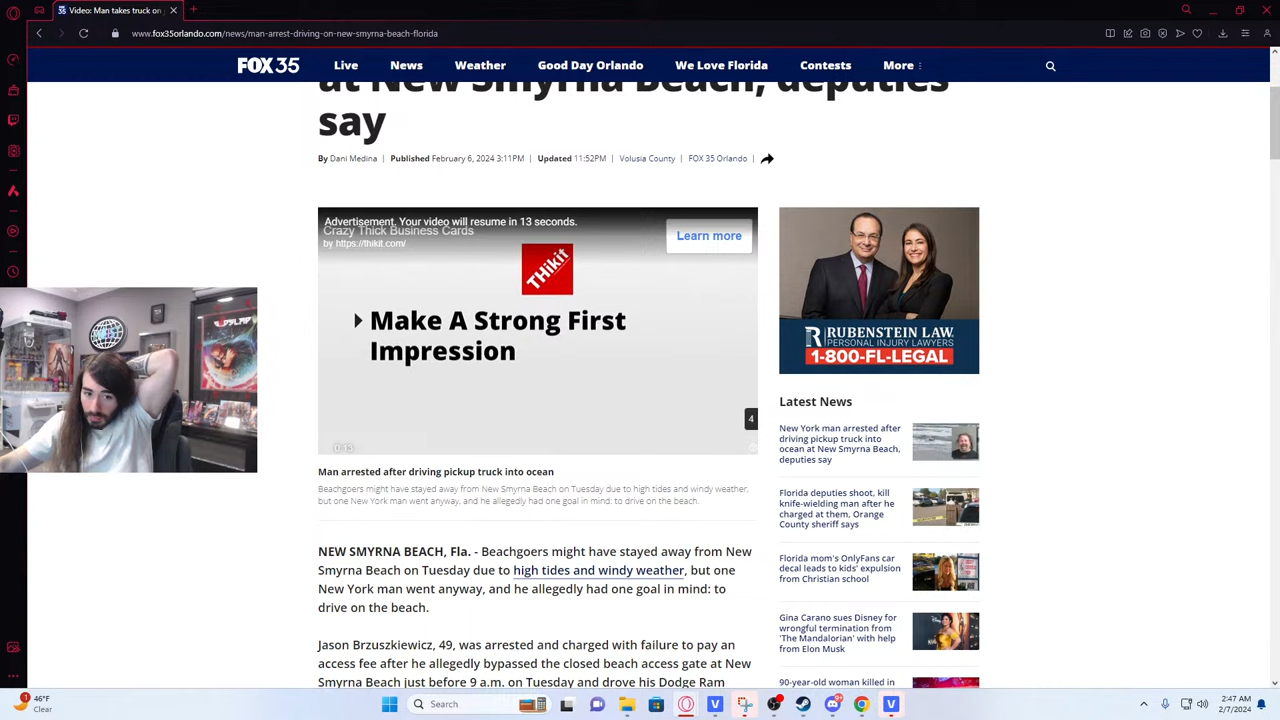 Video: Man takes truck on
www.fox35orlando.com/news/man-arrest-driving-on-new-smyrna-beach-florida
FOX 35 Live News Weather Good Day Orlando We Love Florida Contests More
at New Smyrna Beach, deputies
say
By Dani Medina | Published February 6, 2024 3:11PM | Updated 11:52PM | Volusia County | FOX 35 Orlando |
Advertisement. Your video will resume in 13 seconds.
Crazy Thick Business Cards
by https://thikit.com/
Learn more
THikit
Make A Strong First
Impression
4
0:13
Man arrested after driving pickup truck into ocean
Beachgoers might have stayed away from New Smyrna Beach on Tuesday due to high tides and windy weather,
but one New York man went anyway, and he allegedly had one goal in mind: to drive on the beach.
NEW SMYRNA BEACH, Fla. - Beachgoers might have stayed away from New
Smyrna Beach on Tuesday due to high tides and windy weather, but one
New York man went anyway, and he allegedly had one goal in mind: to
drive on the beach.
Jason Brzuszkiewicz, 49, was arrested and charged with failure to pay an
access fee after he allegedly bypassed the closed beach access gate at New
Smyrna Beach just before 9 a.m. on Tuesday and drove his Dodge Ram
RUBENSTEIN LAW
PERSONAL INJURY LAWYERS
1-800-FL-LEGAL
Latest News
New York man arrested after
driving pickup truck into
ocean at New Smyrna Beach,
deputies say
Florida deputies shoot, kill
knife-wielding man after he
charged at them, Orange
County sheriff says
Florida mom's OnlyFans car
decal leads to kids' expulsion
from Christian school
Gina Carano sues Disney for
wrongful termination from
'The Mandalorian' with help
from Elon Musk
90-year-old woman killed in
1
46°F
Clear
Search
2:47 AM
2/7/2024